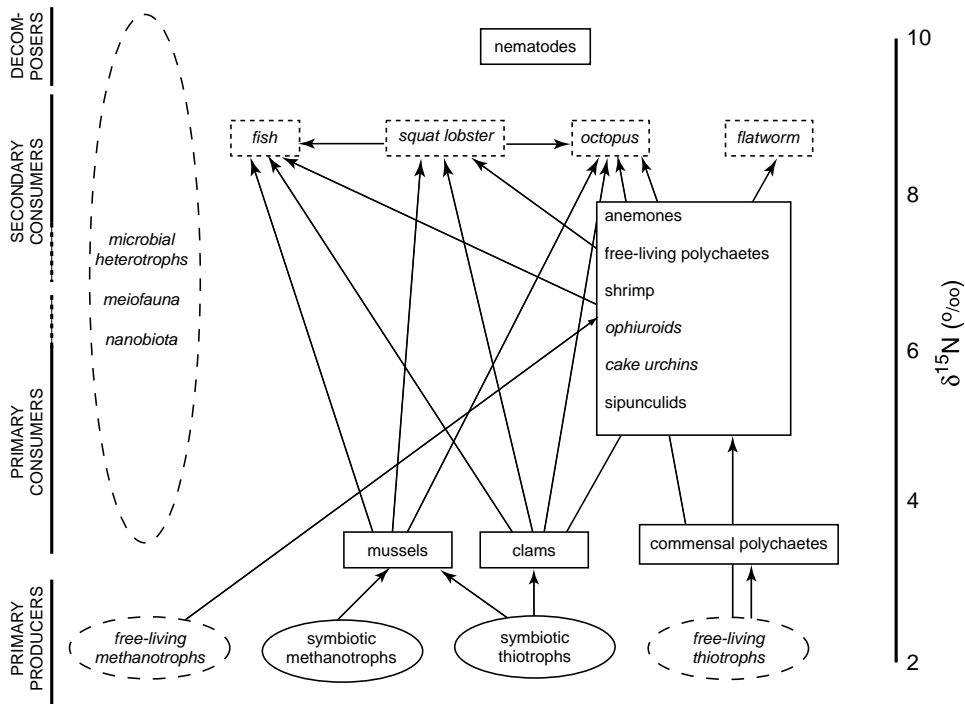 DECOM-
POSERS
SECONDARY
CONSUMERS
PRIMARY
CONSUMERS
PRIMARY
PRODUCERS
microbial
heterotrophs
meiofauna
nanobiota
nematodes
fish
squat lobster
octopus
flatworm
anemones
free-living polychaetes
shrimp
ophiuroids
cake urchins
sipunculids
mussels
clams
commensal polychaetes
free-living
methanotrophs
symbiotic
methanotrophs
symbiotic
thiotrophs
free-living
thiotrophs
10
8
6
4
2
δ¹⁵N (º/oo)